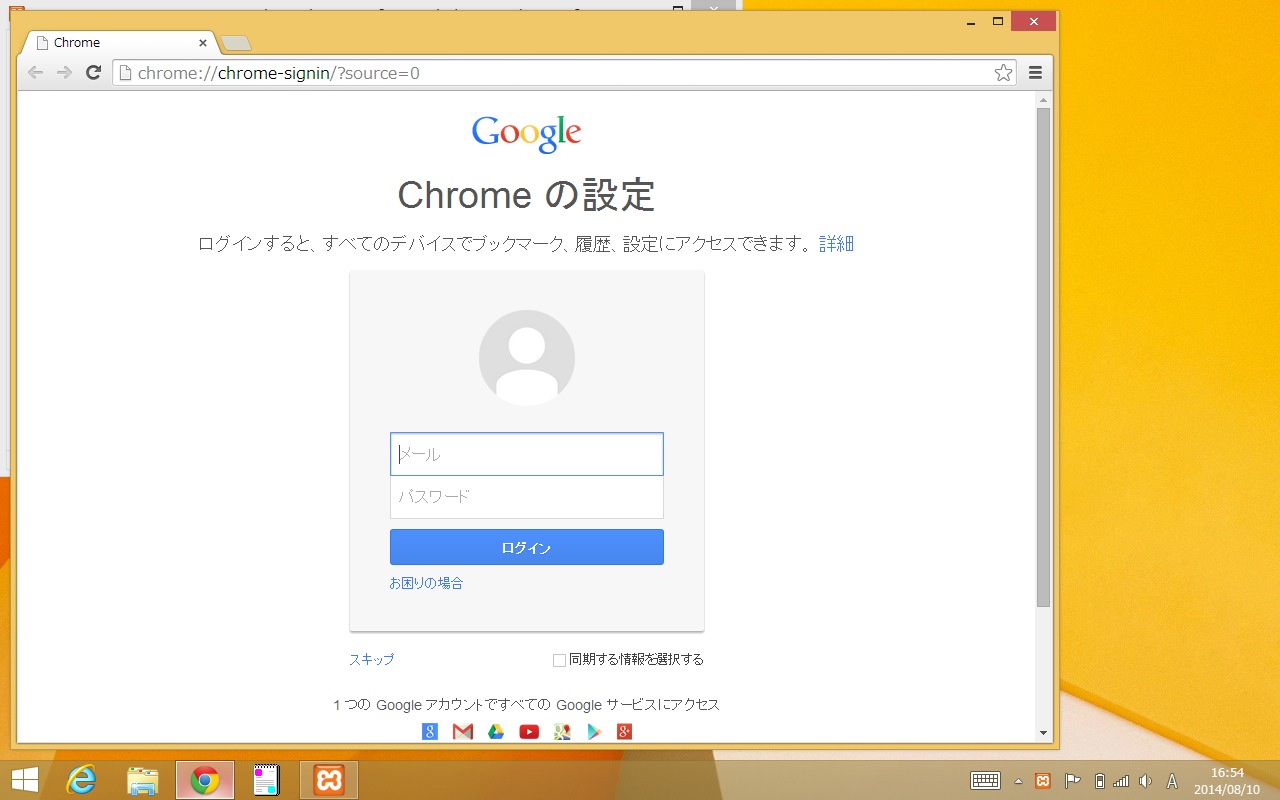 Chrome
chrome://chrome-signin/?source=0
Google
Chrome の設定
ログインすると、すべてのデバイスでブックマーク、履歴、設定にアクセスできます。 詳細
メール
パスワード
ログイン
お困りの場合
スキップ
同期する情報を選択する
1 つの Google アカウントですべての Google サービスにアクセス
A
16:54
2014/08/10